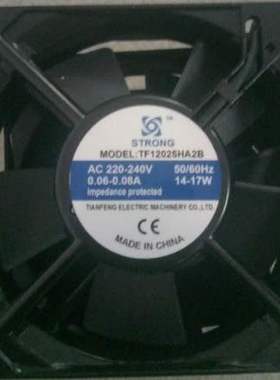 STRONG
MODEL:TF12025HA2B
AC 220-240V 50/60Hz
0.06-0.08A 14-17W
impedance protected
TIANFENG ELECTRIC MACHINERY CO.,LTD
CE
MADE IN CHINA